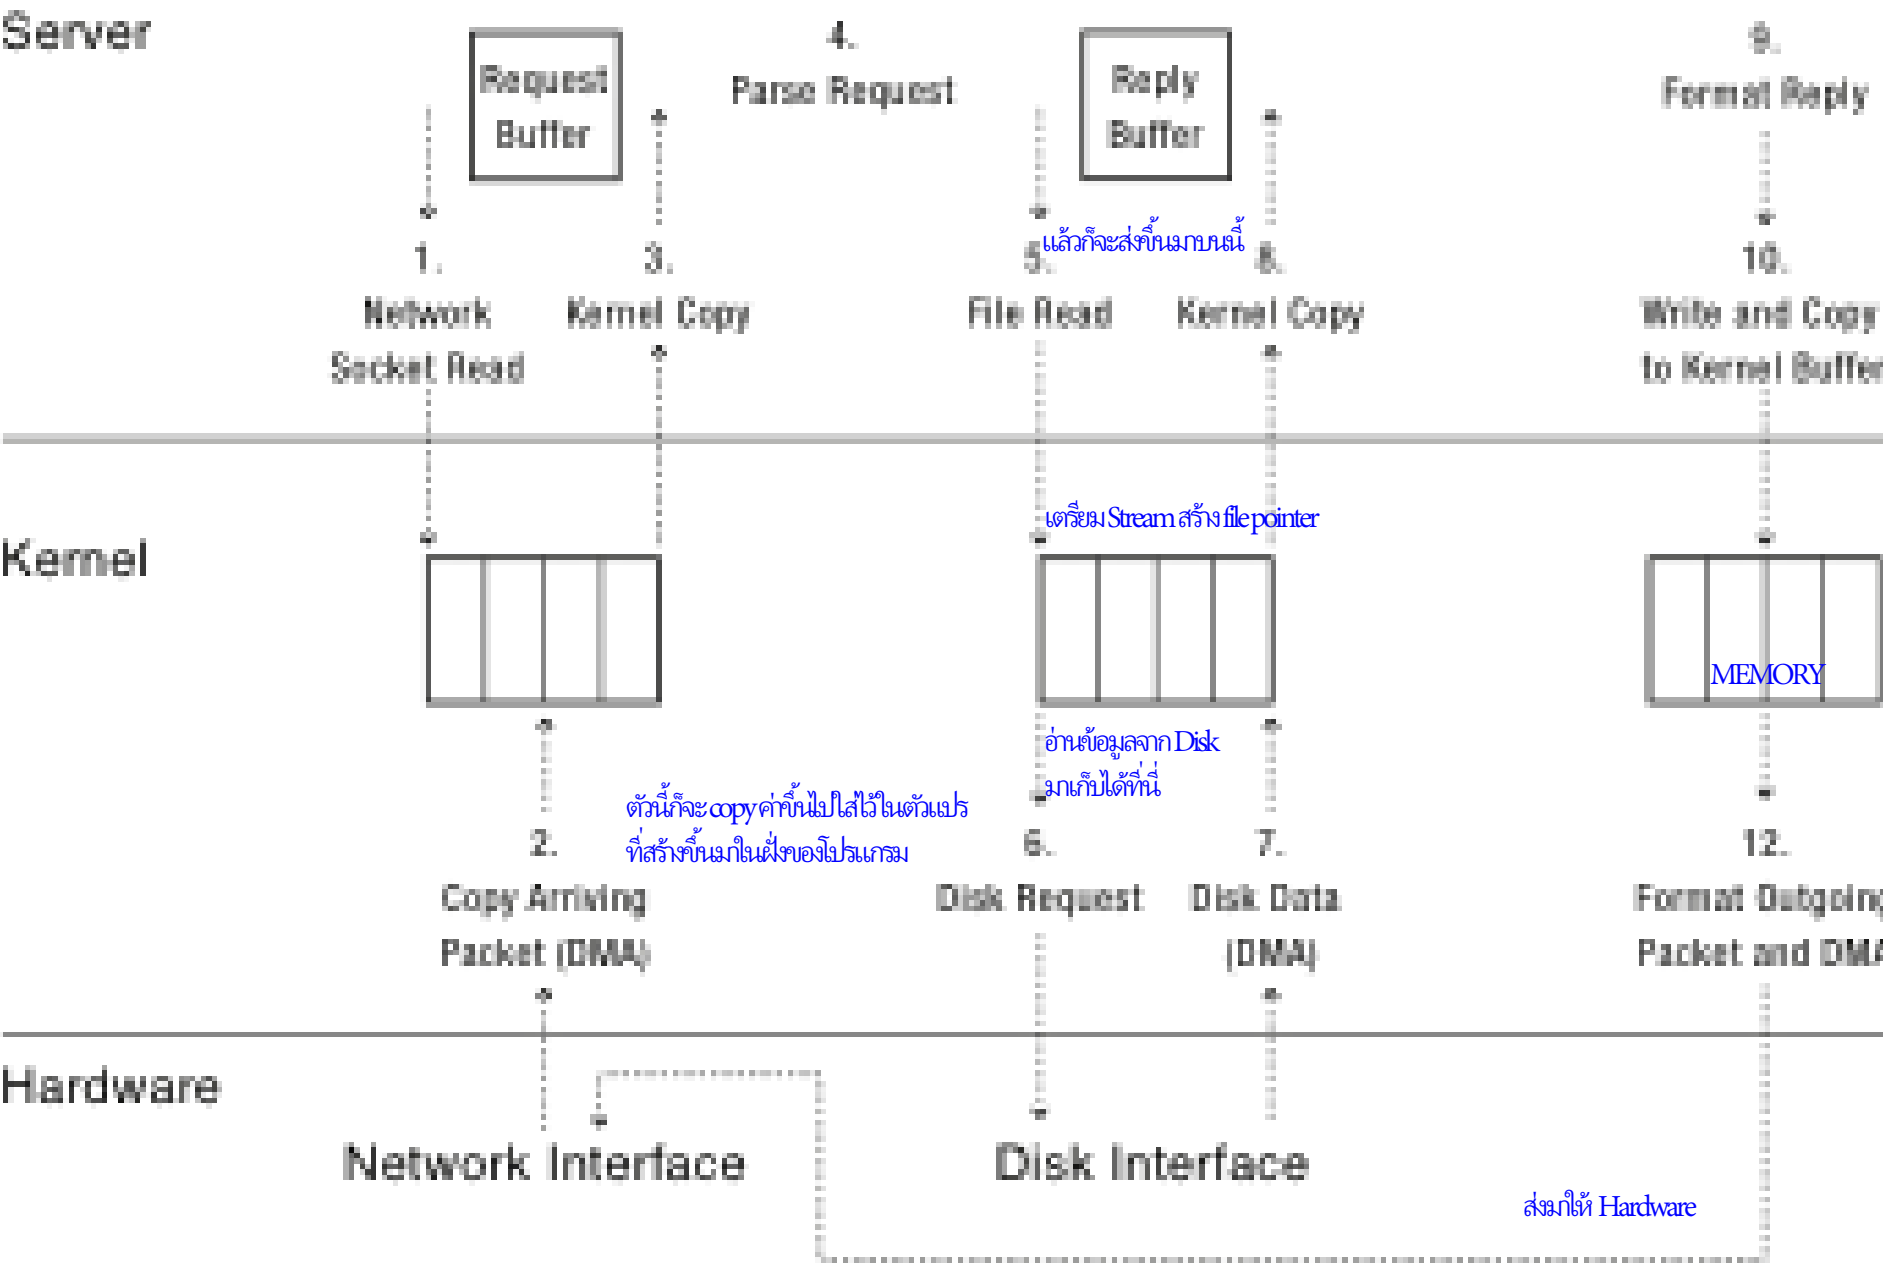 Server
Request
Buffer
4.
Parse Request
Reply
Buffer
9.
Format Reply
แล้วก็จะส่งขึ้นมาบนนี้
1.
Network
Socket Read
3.
Kernel Copy
5.
File Read
8.
Kernel Copy
10.
Write and Copy
to Kernel Buffer
เตรียม Stream สร้าง file pointer
Kernel
MEMORY
อ่านข้อมูลจาก Disk
มาเก็บได้ที่นี่
ตัวนี้ก็จะ copy ค่าขึ้นไปใส่ไว้ในตัวแปร
ที่สร้างขึ้นมาในฝั่งของโปรแกรม
2.
Copy Arriving
Packet (DMA)
6.
Disk Request
7.
Disk Data
(DMA)
12.
Format Outgoing
Packet and DMA
Hardware
Network Interface
Disk Interface
ส่งมาให้ Hardware